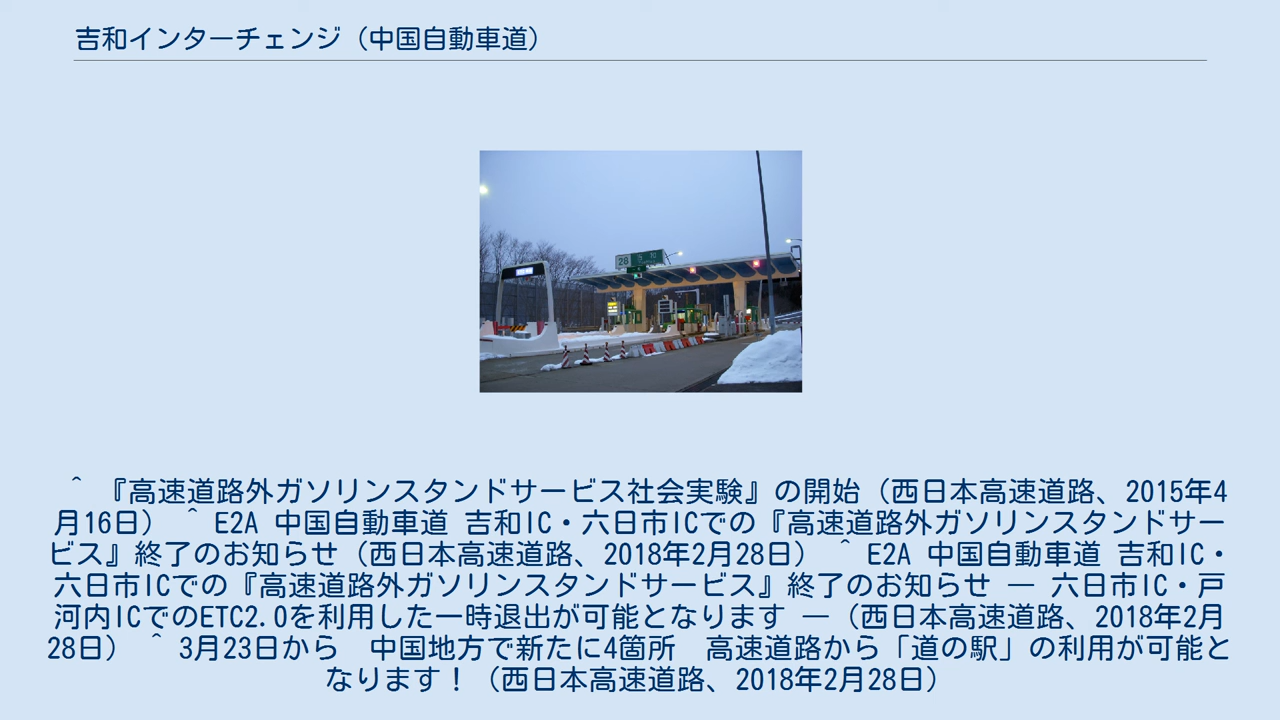 吉和インターチェンジ（中国自動車道）
28 吉 和
^ 『高速道路外ガソリンスタンドサービス社会実験』の開始（西日本高速道路、2015年4
月16日） ^ E2A 中国自動車道 吉和IC・六日市ICでの『高速道路外ガソリンスタンドサー
ビス』終了のお知らせ（西日本高速道路、2018年2月28日） ^ E2A 中国自動車道 吉和IC・
六日市ICでの『高速道路外ガソリンスタンドサービス』終了のお知らせ ― 六日市IC・戸
河内ICでのETC2.0を利用した一時退出が可能となります ―（西日本高速道路、2018年2月
28日） ^ 3月23日から　中国地方で新たに4箇所　高速道路から「道の駅」の利用が可能と
なります！（西日本高速道路、2018年2月28日）